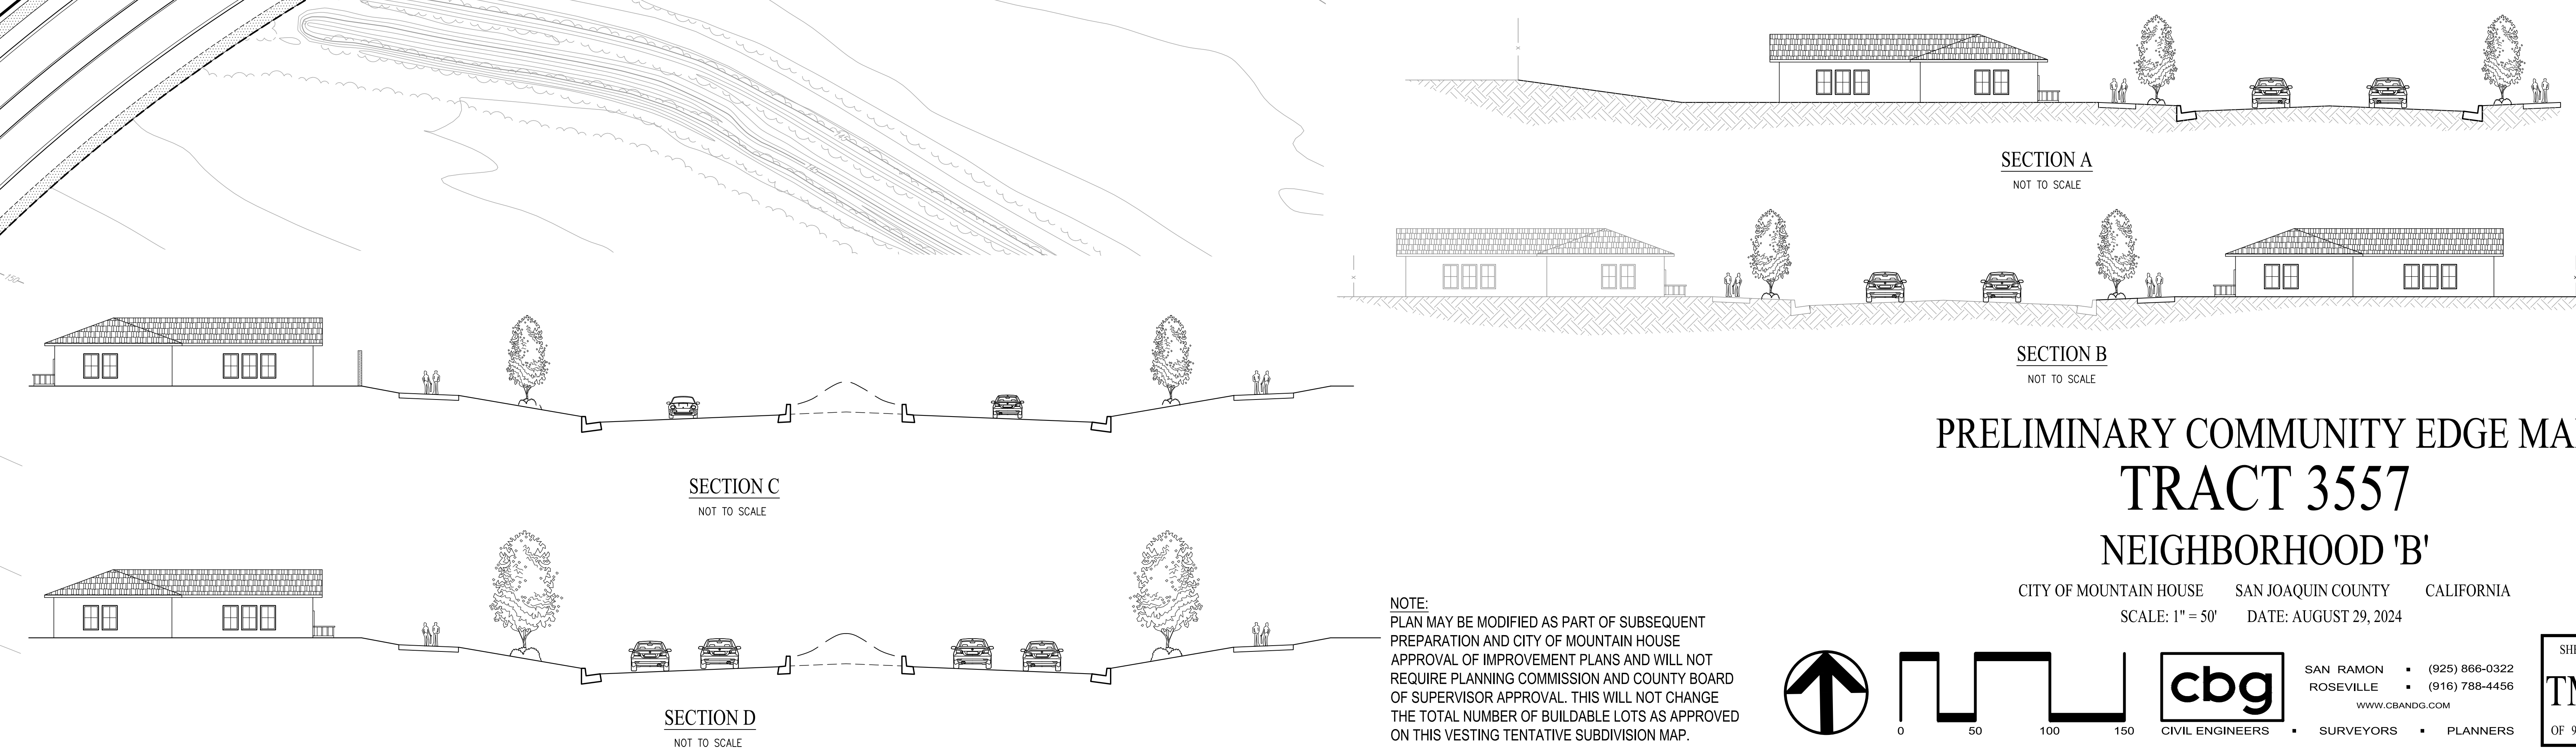 SECTION A
NOT TO SCALE
150
SECTION B
NOT TO SCALE
SECTION C
NOT TO SCALE
SECTION D
NOT TO SCALE
PRELIMINARY COMMUNITY EDGE MA
TRACT 3557
NEIGHBORHOOD 'B'
CITY OF MOUNTAIN HOUSE SAN JOAQUIN COUNTY CALIFORNIA
SCALE: 1" = 50' DATE: AUGUST 29, 2024
NOTE:
PLAN MAY BE MODIFIED AS PART OF SUBSEQUENT
PREPARATION AND CITY OF MOUNTAIN HOUSE
APPROVAL OF IMPROVEMENT PLANS AND WILL NOT
REQUIRE PLANNING COMMISSION AND COUNTY BOARD
OF SUPERVISOR APPROVAL. THIS WILL NOT CHANGE
THE TOTAL NUMBER OF BUILDABLE LOTS AS APPROVED
ON THIS VESTING TENTATIVE SUBDIVISION MAP.
0 50 100 150
cbg
CIVIL ENGINEERS ▪ SURVEYORS ▪ PLANNERS
SAN RAMON ▪ (925) 866-0322
ROSEVILLE ▪ (916) 788-4456
WWW.CBANDG.COM
SH
TM
OF 9